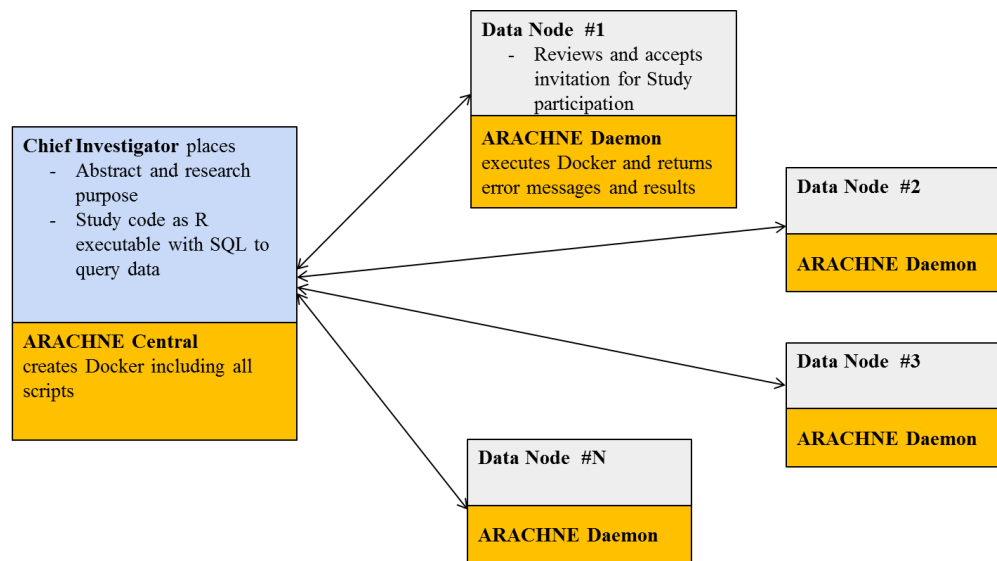 Data Node #1
- Reviews and accepts
invitation for Study
participation
ARACHNE Daemon
executes Docker and returns
error messages and results
Chief Investigator places
- Abstract and research
purpose
- Study code as R
executable with SQL to
query data
ARACHNE Central
creates Docker including all
scripts
Data Node #2
ARACHNE Daemon
Data Node #3
ARACHNE Daemon
Data Node #N
ARACHNE Daemon